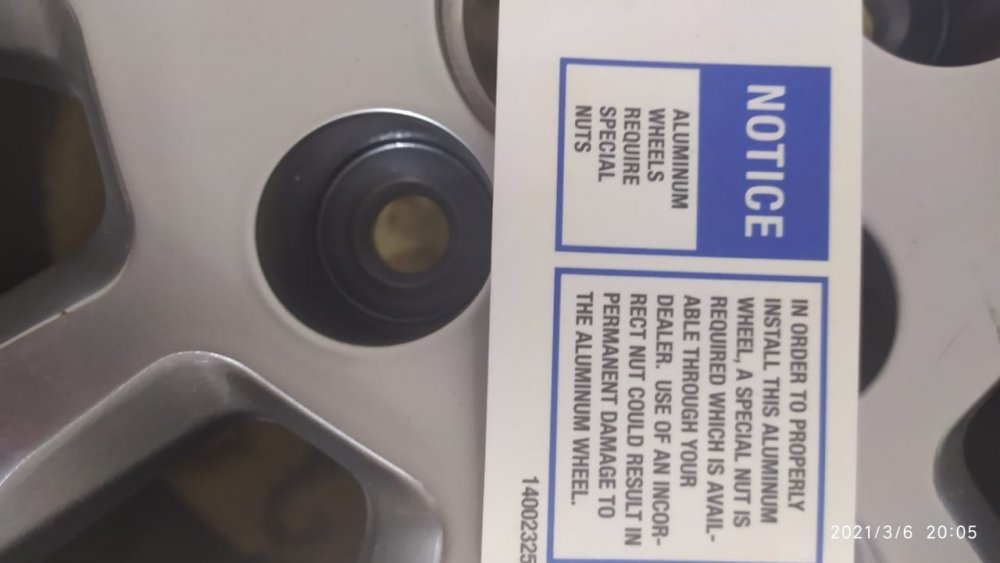 NOTICE
ALUMINUM
WHEELS
REQUIRE
SPECIAL
NUTS
IN ORDER TO PROPERLY
INSTALL THIS ALUMINUM
WHEEL, A SPECIAL NUT IS
REQUIRED WHICH IS AVAIL-
ABLE THROUGH YOUR
DEALER. USE OF AN INCOR-
RECT NUT COULD RESULT IN
PERMANENT DAMAGE TO
THE ALUMINUM WHEEL.
14002325
2021/3/6 20:05